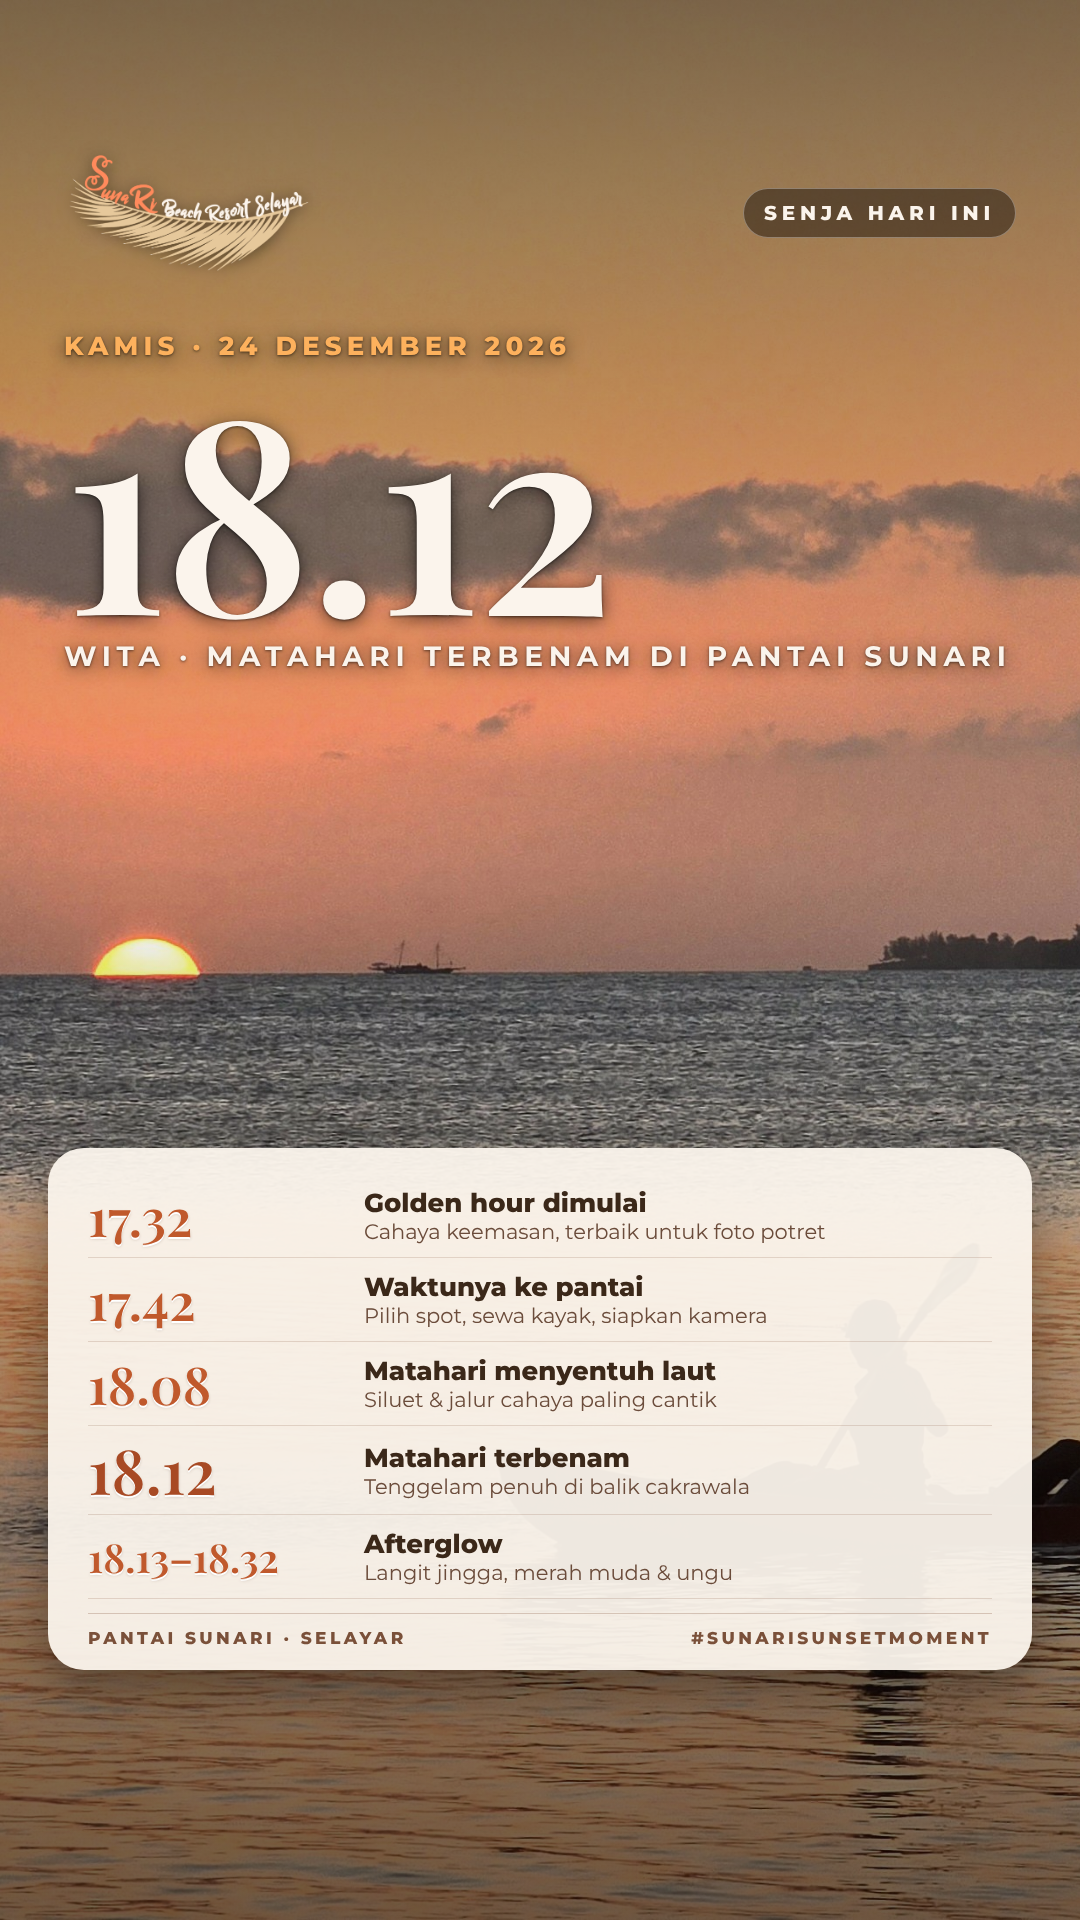 SunaRi Beach Resort Selayar
SENJA HARI INI
KAMIS · 24 DESEMBER 2026
18.12
WITA · MATAHARI TERBENAM DI PANTAI SUNARI
17.32
Golden hour dimulai
Cahaya keemasan, terbaik untuk foto potret
17.42
Waktunya ke pantai
Pilih spot, sewa kayak, siapkan kamera
18.08
Matahari menyentuh laut
Siluet & jalur cahaya paling cantik
18.12
Matahari terbenam
Tenggelam penuh di balik cakrawala
18.13–18.32
Afterglow
Langit jingga, merah muda & ungu
PANTAI SUNARI · SELAYAR
#SUNARISUNSETMOMENT